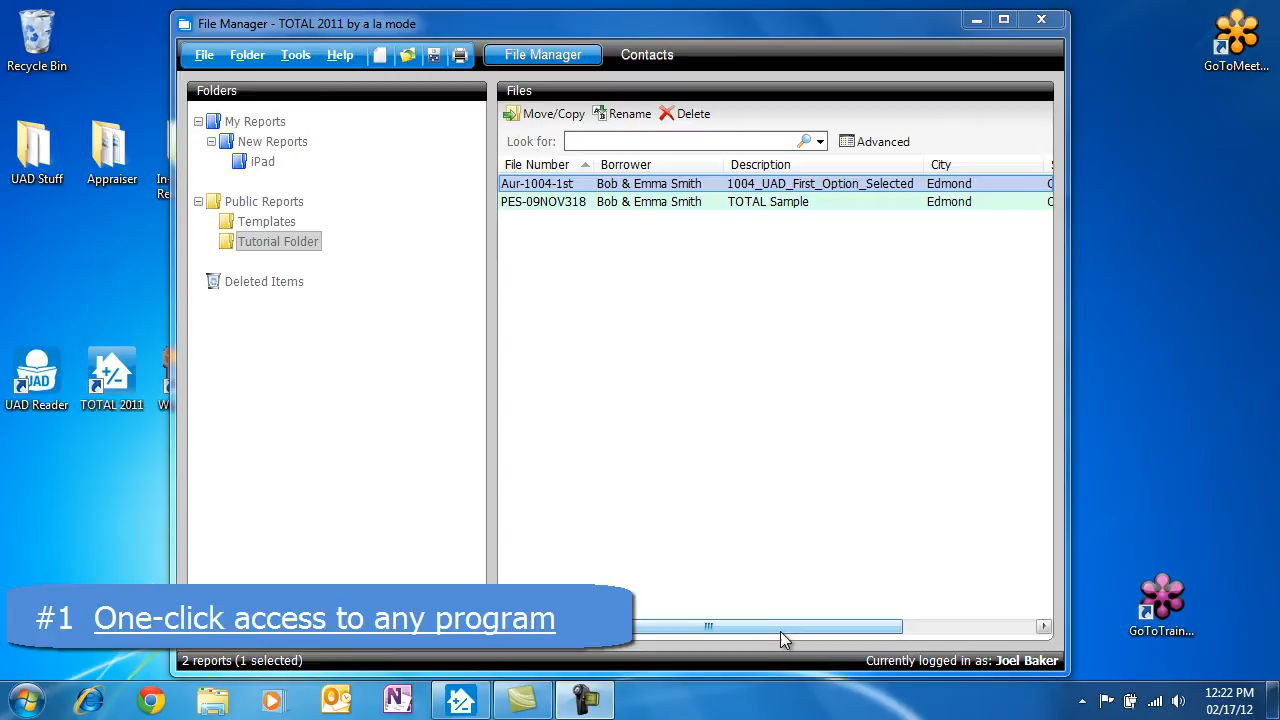 File Manager - TOTAL 2011 by a la mode
Recycle Bin
GoToMeet...
File Folder Tools Help File Manager Contacts
Folders
Files
Move/Copy Rename Delete
Look for: Advanced
File Number Borrower Description City
Aur-1004-1st Bob & Emma Smith 1004_UAD_First_Option_Selected Edmond
PES-09NOV318 Bob & Emma Smith TOTAL Sample Edmond
My Reports
New Reports
iPad
Public Reports
Templates
Tutorial Folder
Deleted Items
UAD Stuff
Appraiser
UAD
UAD Reader
TOTAL 2011
GoToTrain...
#1 One-click access to any program
2 reports (1 selected)
Currently logged in as: Joel Baker
12:22 PM
02/17/12